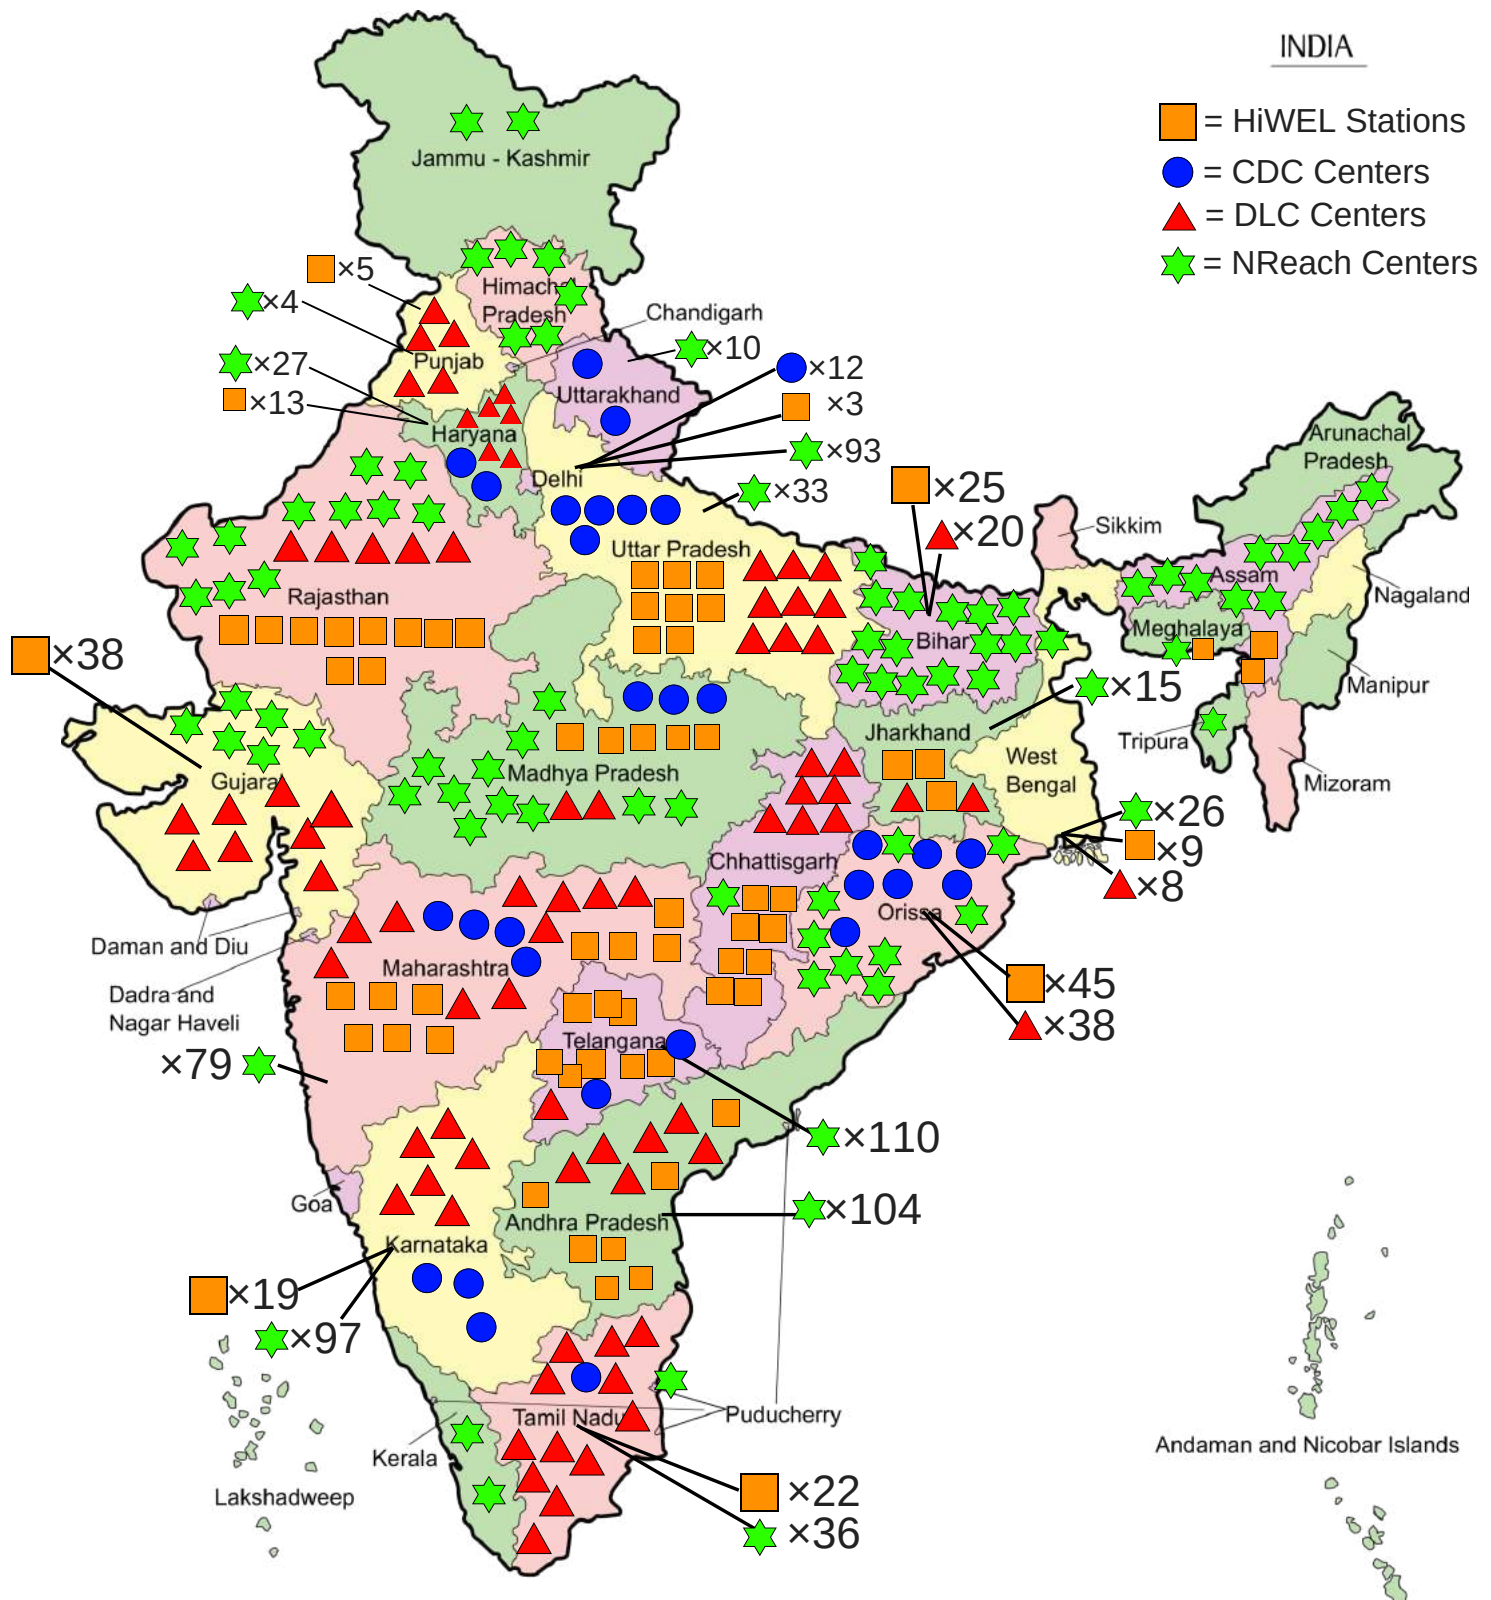 INDIA
= HiWEL Stations
= CDC Centers
= DLC Centers
= NReach Centers
Jammu - Kashmir
×5
×4
Himacha
Pradesh
Chandigarh
×10
Punjab
×27
×13
Uttarakhand
×12
×3
Haryana
Delhi
×93
×33
×25
×20
Arunachal
Pradesh
Sikkim
Uttar Pradesh
Assam
Rajasthan
Nagaland
Meghalaya
Bihar
×38
×15
Manipur
Jharkhand
Tripura
West
Bengal
Madhya Pradesh
Gujara
Mizoram
×26
×9
×8
Chhattisgarh
Orissa
Daman and Diu
Maharashtra
Dadra and
Nagar Haveli
×45
×38
Telangana
×79
×110
Goa
Andhra Pradesh
×104
Karnataka
×19
×97
Tamil Nadu
Puducherry
Kerala
Lakshadweep
Andaman and Nicobar Islands
×22
×36